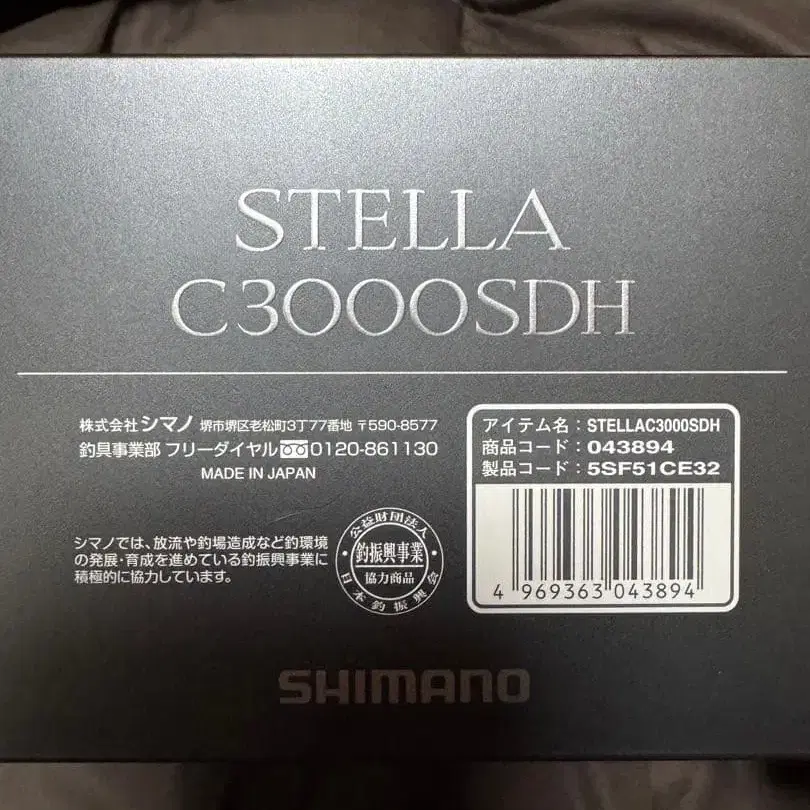 STELLA
C3000SDH
株式会社 シマノ 堺市堺区老松町3丁77番地 〒590-8577
釣具事業部 フリーダイヤル 0120-861130
MADE IN JAPAN
アイテム名：STELLAC3000SDH
商品コード：043894
製品コード：5SF51CE32
4 969363 043894
シマノでは、放流や釣場造成など釣環境
の発展・育成を進めている釣振興事業に
積極的に協力しています。
公益財団法人
釣振興事業
協力商品
日本釣振興会
SHIMANO